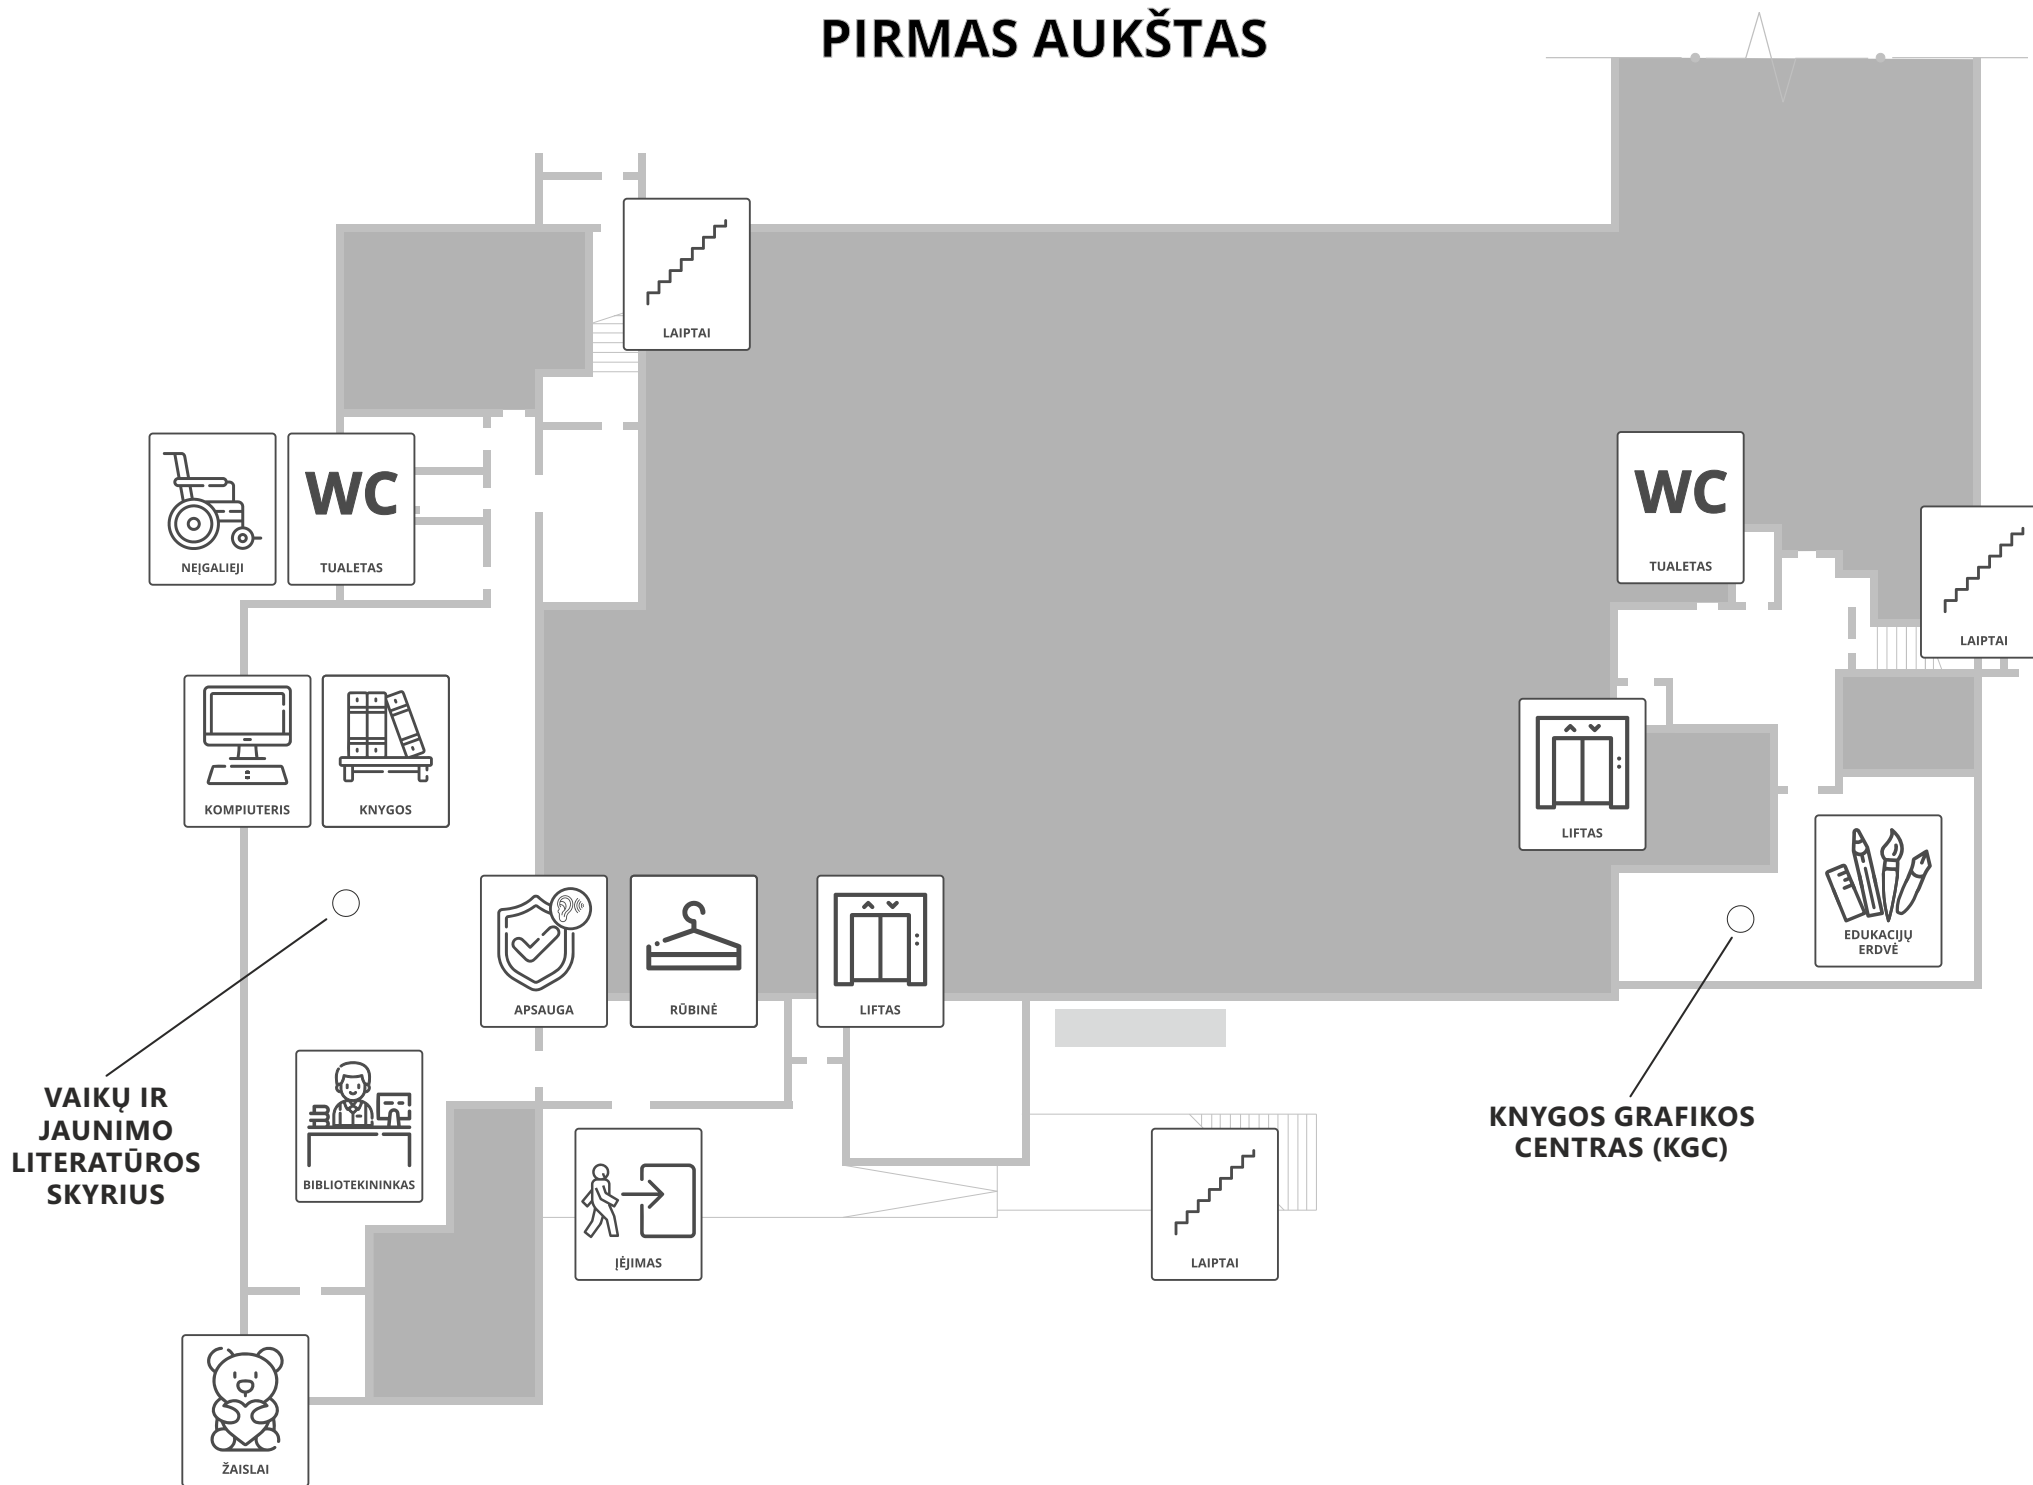 PIRMAS AUKŠTAS
LAIPTAI
WC
NEĮGALIEJI
TUALETAS
WC
TUALETAS
LAIPTAI
KOMPIUTERIS
KNYGOS
LIFTAS
EDUKACIJŲ
ERDVĖ
APSAUGA
RŪBINĖ
LIFTAS
VAIKŲ IR
JAUNIMO
LITERATŪROS
SKYRIUS
BIBLIOTEKININKAS
KNYGOS GRAFIKOS
CENTRAS (KGC)
ĮĖJIMAS
LAIPTAI
ŽAISLAI